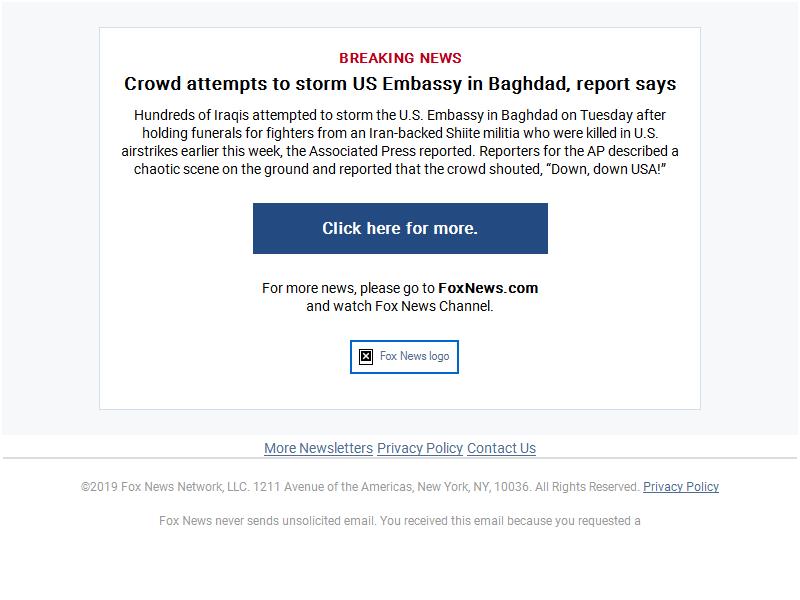 BREAKING NEWS
Crowd attempts to storm US Embassy in Baghdad, report says
Hundreds of Iraqis attempted to storm the U.S. Embassy in Baghdad on Tuesday after
holding funerals for fighters from an Iran-backed Shiite militia who were killed in U.S.
airstrikes earlier this week, the Associated Press reported. Reporters for the AP described a
chaotic scene on the ground and reported that the crowd shouted, “Down, down USA!”
Click here for more.
For more news, please go to FoxNews.com
and watch Fox News Channel.
Fox News logo
More Newsletters Privacy Policy Contact Us
©2019 Fox News Network, LLC. 1211 Avenue of the Americas, New York, NY, 10036. All Rights Reserved. Privacy Policy
Fox News never sends unsolicited email. You received this email because you requested a